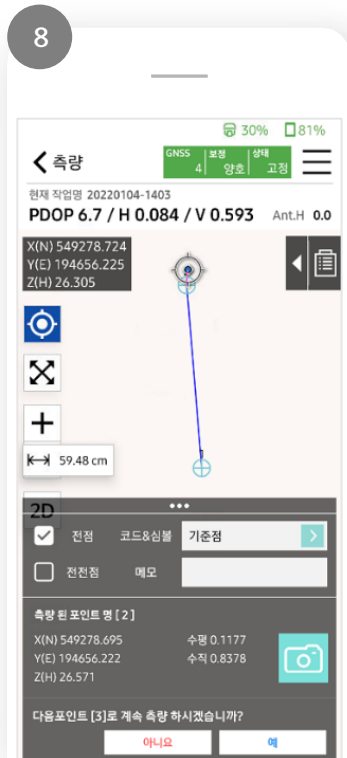 8
30% 81%
측량
GNSS 4 보정 양호 상태 고정
현재 작업명 20220104-1403
PDOP 6.7 / H 0.084 / V 0.593 Ant.H 0.0
X(N) 549278.724
Y(E) 194656.225
Z(H) 26.305
59.48 cm
2D
전점 코드&심볼 기준점
전전점 메모
측량 된 포인트 명 [ 2 ]
X(N) 549278.695 수평 0.1177
Y(E) 194656.222 수직 0.8378
Z(H) 26.571
다음포인트 [3]로 계속 측량 하시겠습니까?
아니요 예